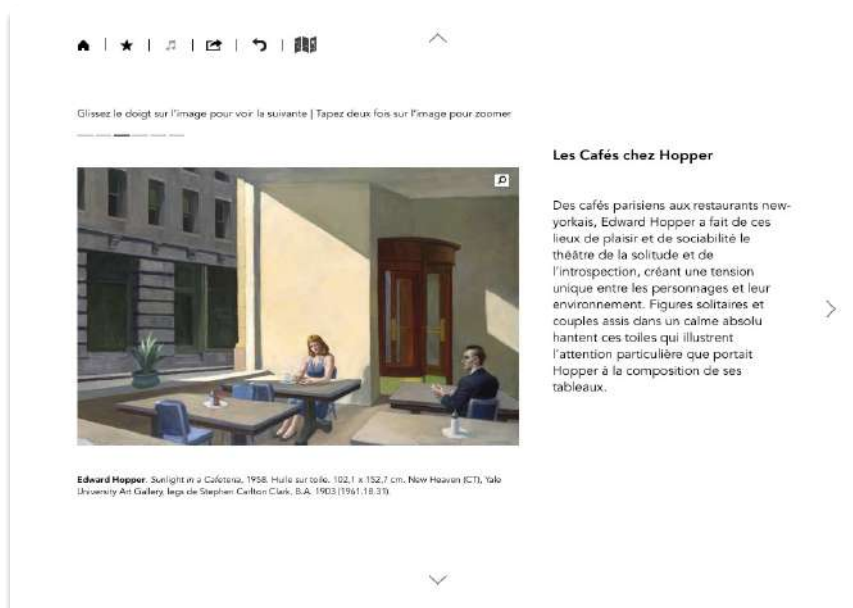 Glissez le doigt sur l'image pour voir la suivante | Tapez deux fois sur l'image pour zoomer
Les Cafés chez Hopper
Des cafés parisiens aux restaurants new-
yorkais, Edward Hopper a fait de ces
lieux de plaisir et de sociabilité le
théâtre de la solitude et de
l'introspection, créant une tension
unique entre les personnages et leur
environnement. Figures solitaires et
couples assis dans un calme absolu
hantent ces toiles qui illustrent
l'attention particulière que portait
Hopper à la composition de ses
tableaux.
Edward Hopper. Sunlight in a Cafeteria, 1958. Huile sur toile. 102,1 x 152,7 cm. New Heaven (CT), Yale
University Art Gallery, legs de Stephen Carlton Clark, B.A. 1903 (1961.18.31)